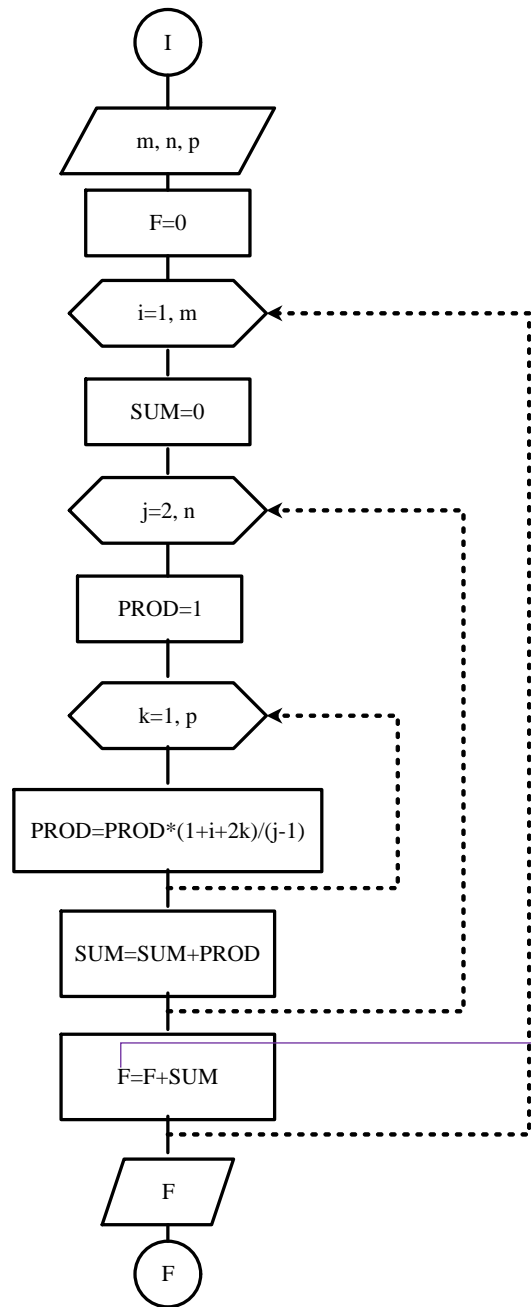 I
m, n, p
F=0
i=1, m
SUM=0
j=2, n
PROD=1
k=1, p
PROD=PROD*(1+i+2k)/(j-1)
SUM=SUM+PROD
F=F+SUM
F
F